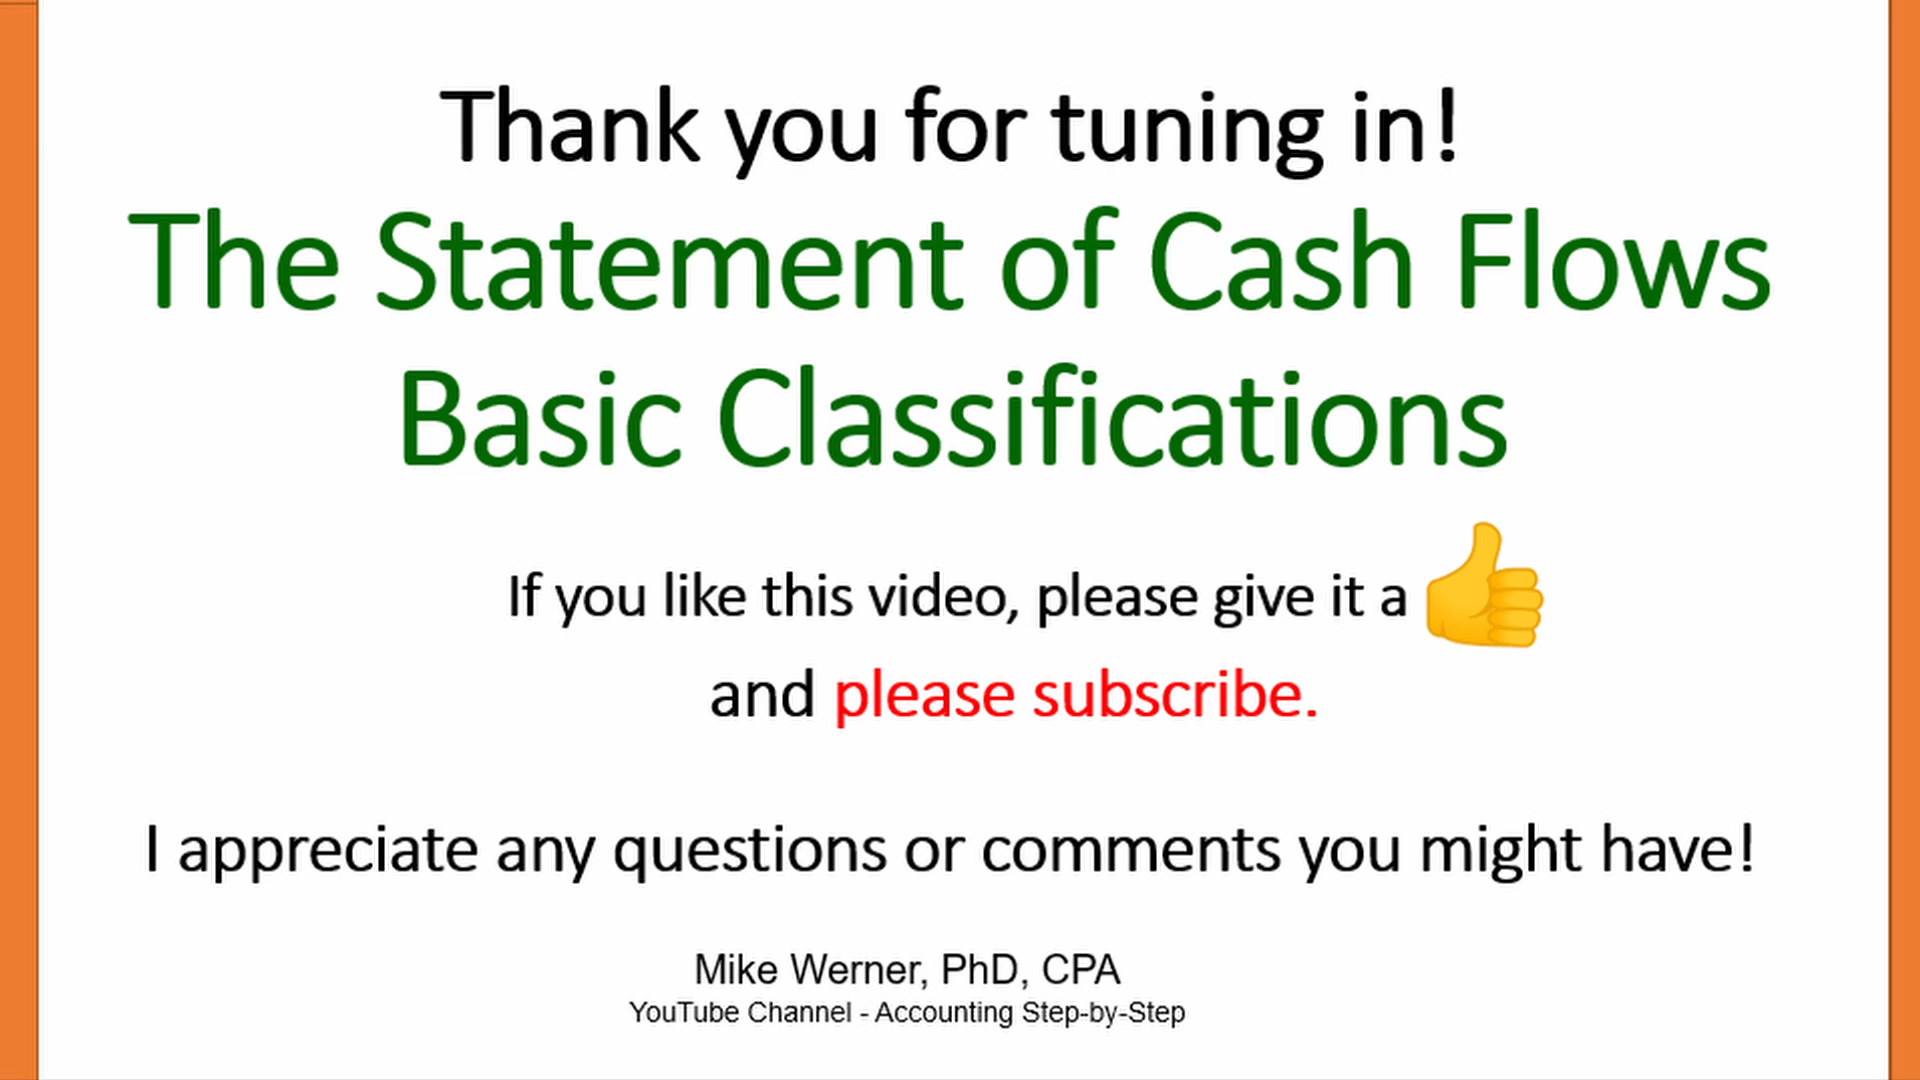 Thank you for tuning in!
The Statement of Cash Flows
Basic Classifications
If you like this video, please give it a
and please subscribe.
I appreciate any questions or comments you might have!
Mike Werner, PhD, CPA
YouTube Channel - Accounting Step-by-Step